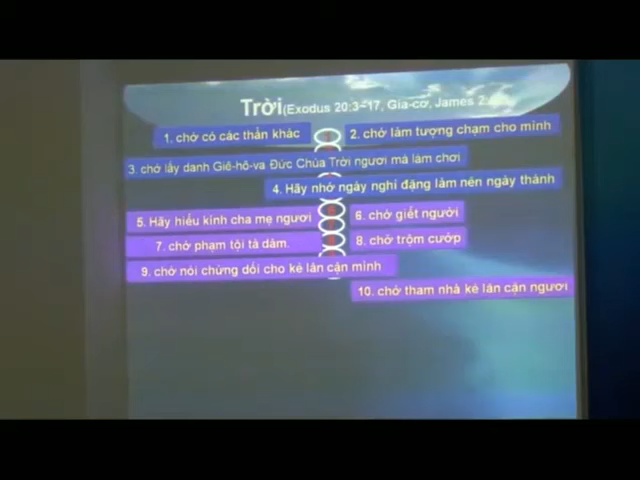 Trời (Exodus 20:3-17, Gia-cơ, James 2:
1. chớ có các thần khác
2. chớ làm tượng chạm cho mình
3. chớ lấy danh Giê-hô-va Đức Chúa Trời ngươi mà làm chơi
4. Hãy nhớ ngày nghỉ đặng làm nên ngày thánh
5. Hãy hiếu kính cha mẹ ngươi
6. chớ giết người
7. chớ phạm tội tà dâm.
8. chớ trộm cướp
9. chớ nói chứng dối cho kẻ lân cận mình
10. chớ tham nhà kẻ lân cận ngươi